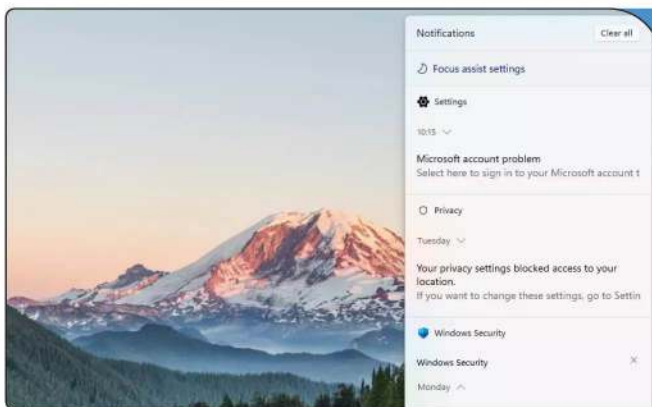 Notifications
Clear all
Focus assist settings
Settings
10:15
Microsoft account problem
Select here to sign in to your Microsoft account t
Privacy
Tuesday
Your privacy settings blocked access to your
location.
If you want to change these settings, go to Settin
Windows Security
Windows Security
Monday